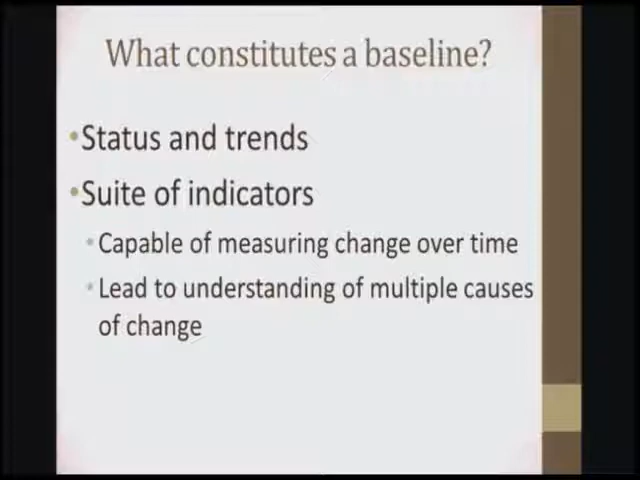 What constitutes a baseline?
•Status and trends
•Suite of indicators
•Capable of measuring change over time
•Lead to understanding of multiple causes
of change